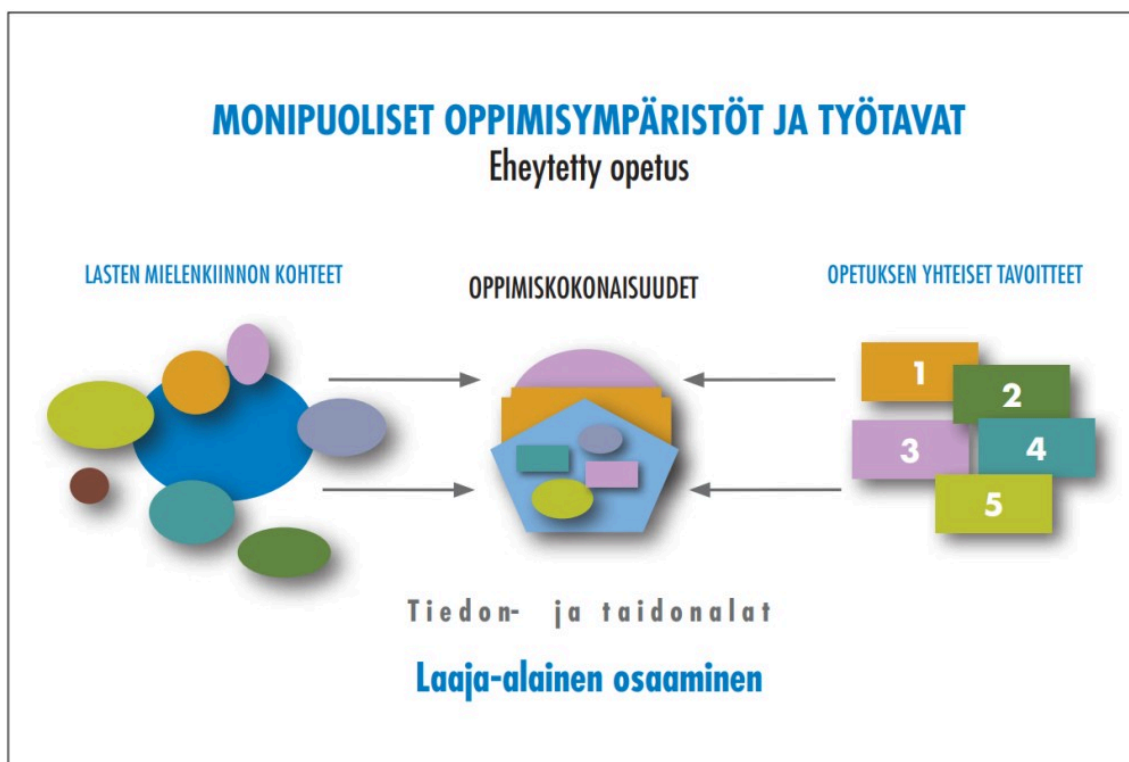 MONIPUOLISET OPPIMISYMPÄRISTÖT JA TYÖTAVAT
Eheytetty opetus
LASTEN MIELENKIINNON KOHTEET
OPPIMISKOKONAISUUDET
OPETUKSEN YHTEISET TAVOITTEET
1
2
3
4
5
Tiedon- ja taidonalat
Laaja-alainen osaaminen